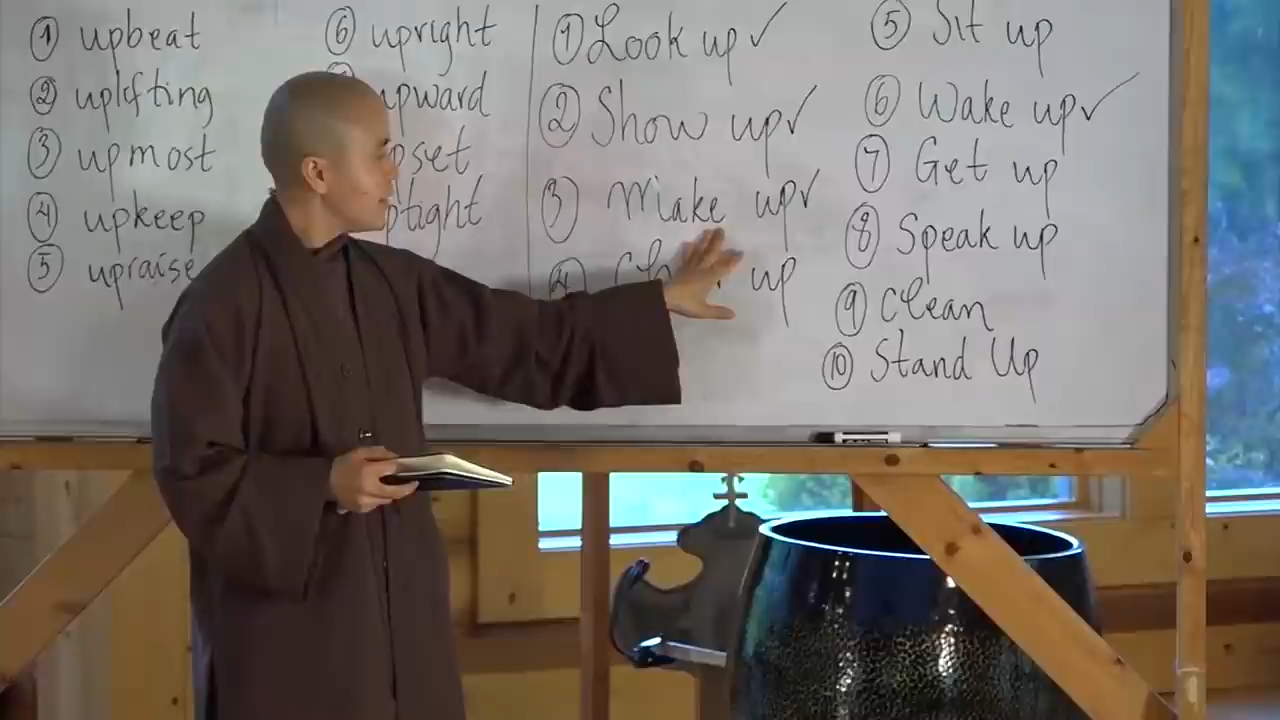 ① upbeat
② uplifting
③ upmost
④ upkeep
⑤ upraise
⑥ upright
upward
① Look up ✓
② Show up ✓
③ Make up ✓
④ up
⑤ Sit up
⑥ Wake up ✓
⑦ Get up
⑧ Speak up
⑨ Clean
⑩ Stand Up